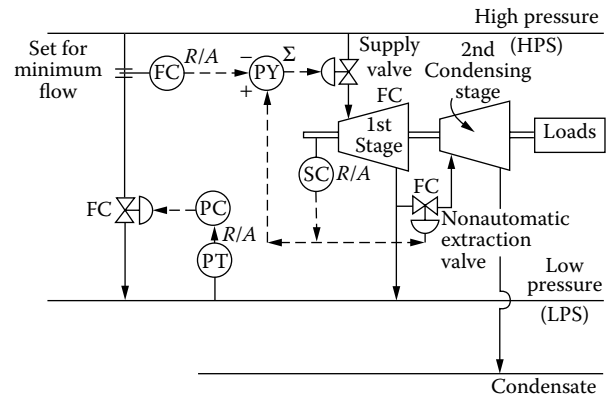 High pressure
(HPS)
Set for
minimum
flow
R/A
FC
−
+
PY
Σ
Supply
valve
FC
2nd
Condensing
stage
1st
Stage
Loads
SC
R/A
FC
FC
PC
R/A
PT
Nonautomatic
extraction
valve
Low
pressure
(LPS)
Condensate